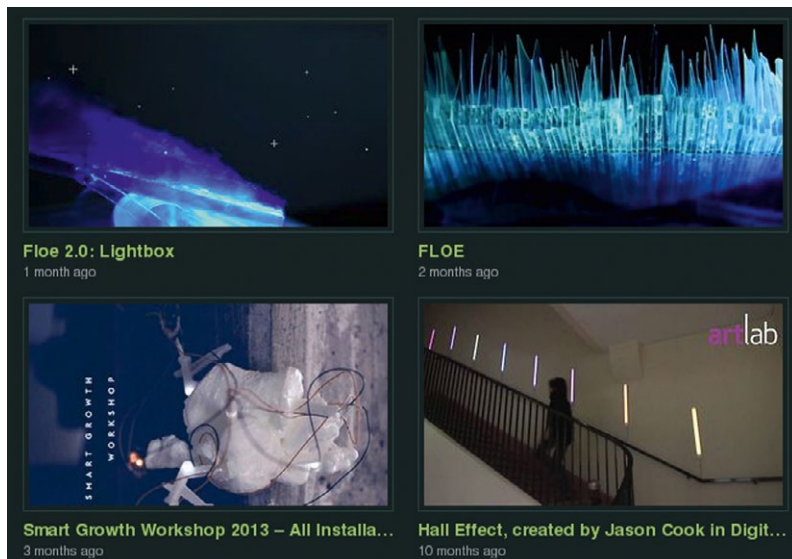 Floe 2.0: Lightbox
1 month ago
FLOE
2 months ago
SMART GROWTH
WORKSHOP
artlab
Smart Growth Workshop 2013 – All Installa...
3 months ago
Hall Effect, created by Jason Cook in Digit...
10 months ago